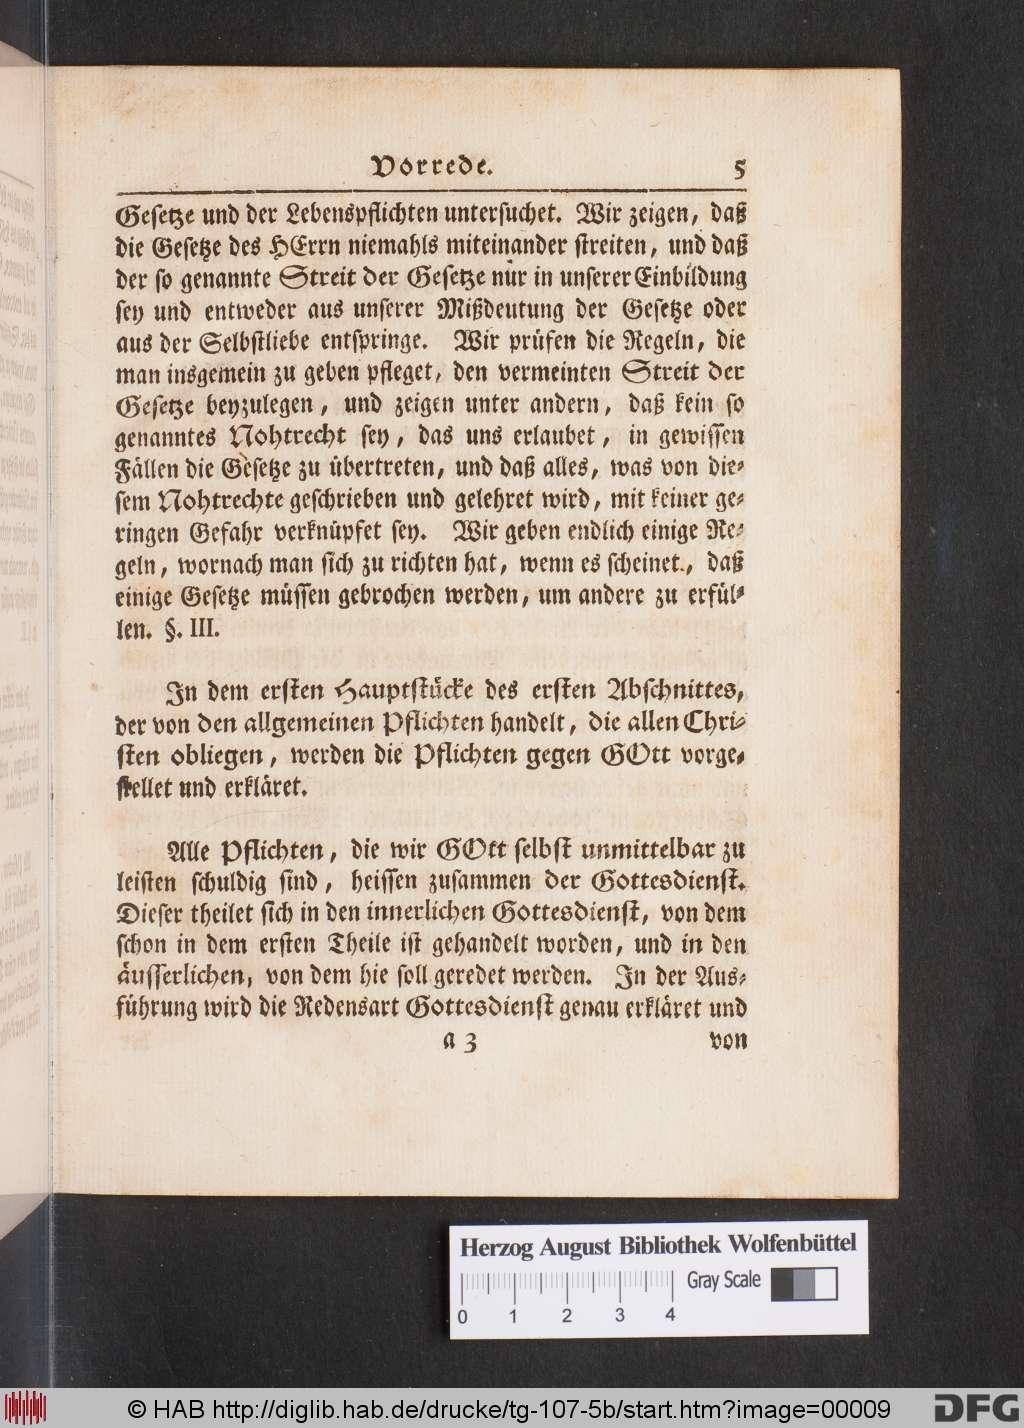 Vorrede. 5
Gesetze und der Lebenspflichten untersuchet. Wir zeigen, daß
die Gesetze des HErrn niemahls miteinander streiten, und daß
der so genannte Streit der Gesetze nur in unserer Einbildung
sey und entweder aus unserer Mißdeutung der Gesetze oder
aus der Selbstliebe entspringe. Wir prüfen die Regeln, die
man insgemein zu geben pfleget, den vermeinten Streit der
Gesetze beyzulegen, und zeigen unter andern, daß kein so
genanntes Nohtrecht sey, das uns erlaubet, in gewissen
Fällen die Gesetze zu übertreten, und daß alles, was von die-
sem Nohtrechte geschrieben und gelehret wird, mit keiner ge-
ringen Gefahr verknüpfet sey. Wir geben endlich einige Re-
geln, wornach man sich zu richten hat, wenn es scheinet, daß
einige Gesetze müssen gebrochen werden, um andere zu erfül-
len. §. III.
In dem ersten Hauptstücke des ersten Abschnittes,
der von den allgemeinen Pflichten handelt, die allen Chri-
sten obliegen, werden die Pflichten gegen GOtt vorge-
stellet und erkläret.
Alle Pflichten, die wir GOtt selbst unmittelbar zu
leisten schuldig sind, heissen zusammen der Gottesdienst.
Dieser theilet sich in den innerlichen Gottesdienst, von dem
schon in dem ersten Theile ist gehandelt worden, und in den
äusserlichen, von dem hie soll geredet werden. In der Aus-
führung wird die Redensart Gottesdienst genau erkläret und
a 3 von
Herzog August Bibliothek Wolfenbüttel
Gray Scale
0 1 2 3 4
© HAB http://diglib.hab.de/drucke/tg-107-5b/start.htm?image=00009
DFG